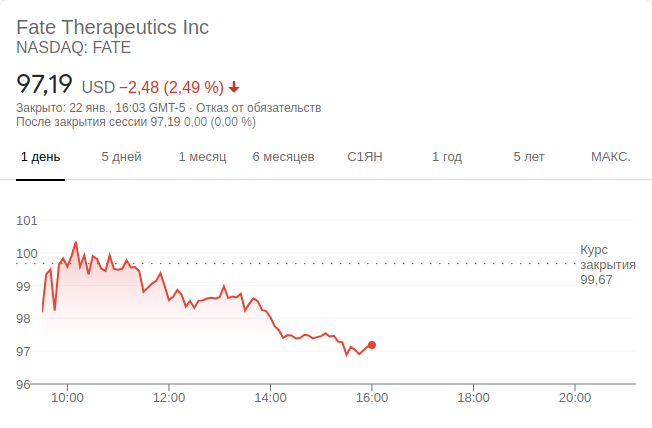 Fate Therapeutics Inc
NASDAQ: FATE
97,19 USD −2,48 (2,49 %)
Закрыто: 22 янв., 16:03 GMT-5 · Отказ от обязательств
После закрытия сессии 97,19 0,00 (0,00 %)
1 день 5 дней 1 месяц 6 месяцев С1ЯН 1 год 5 лет МАКС.
101
100
99
98
97
96
Курс
закрытия
99,67
10:00 12:00 14:00 16:00 18:00 20:00